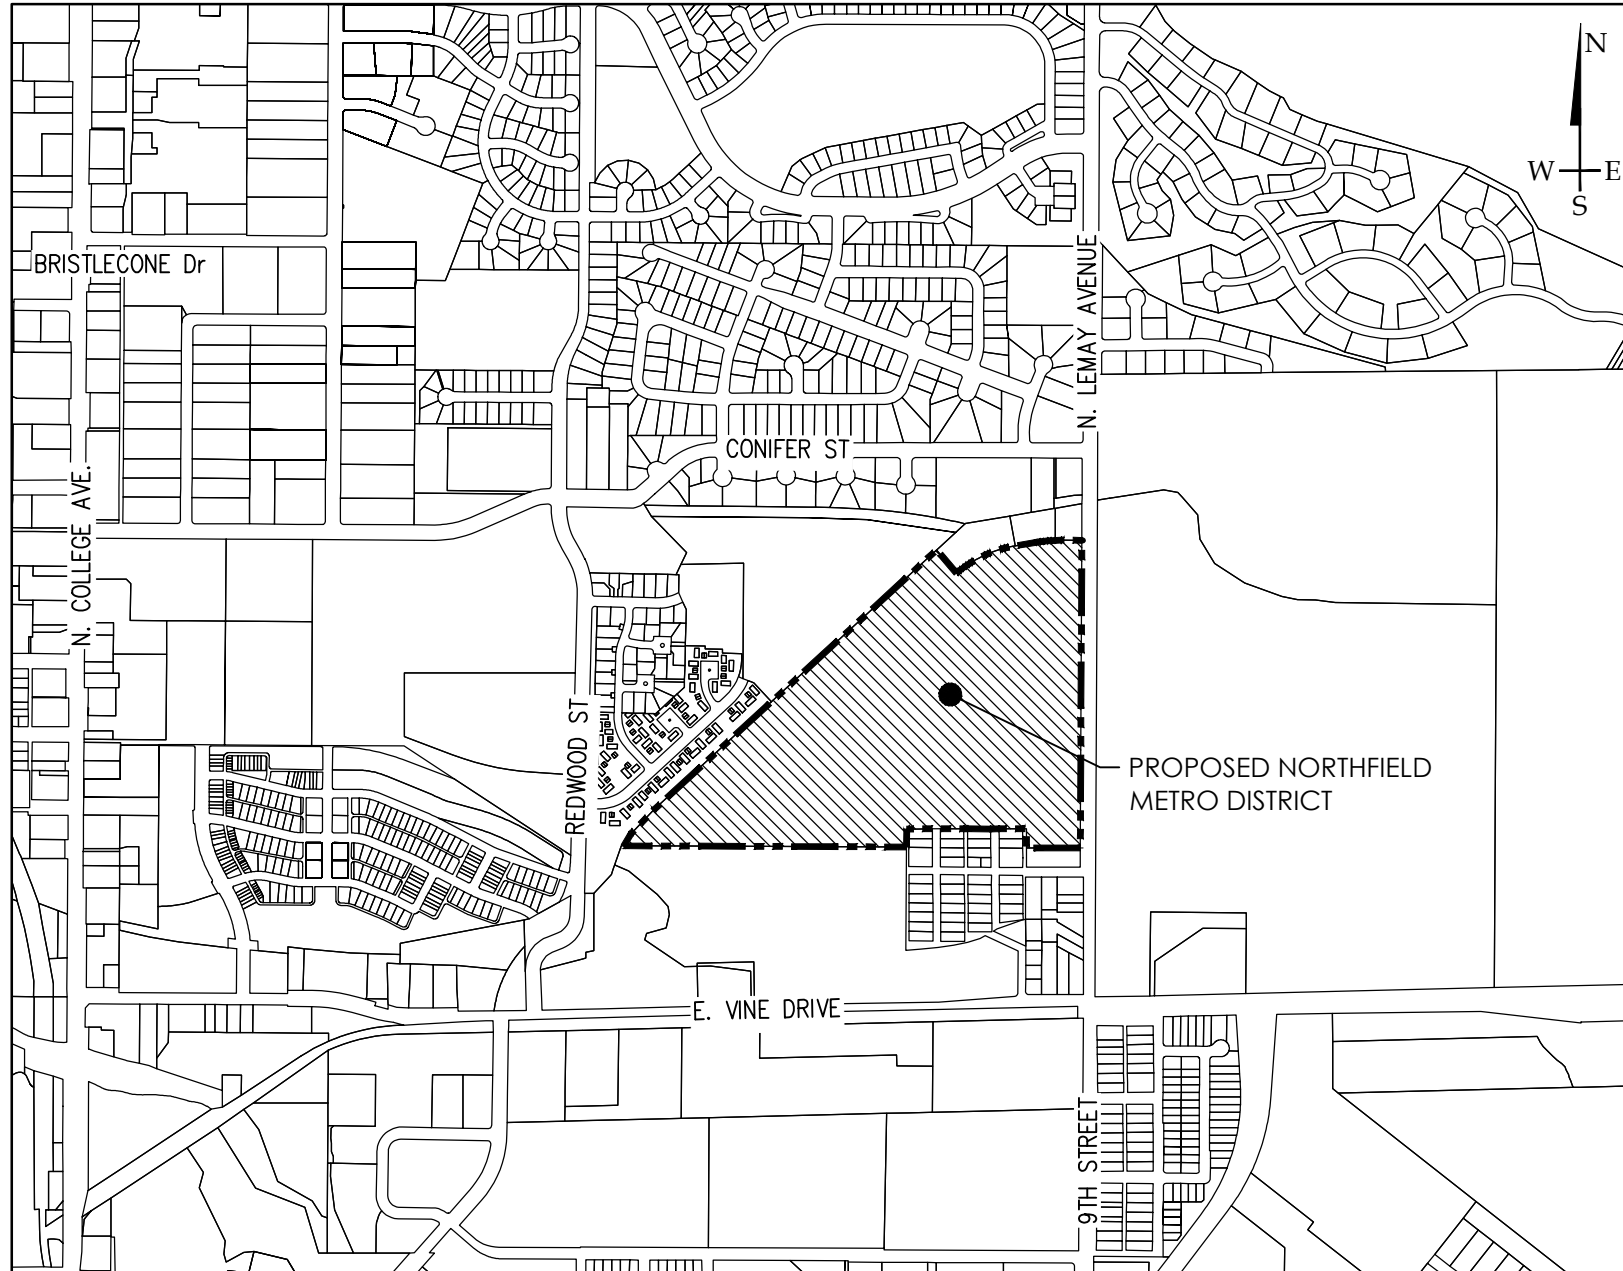 N
W E
S
BRISTLECONE Dr
N. LEMAY AVENUE
CONIFER ST
N. COLLEGE AVE.
REDWOOD ST
PROPOSED NORTHFIELD
METRO DISTRICT
E. VINE DRIVE
9TH STREET